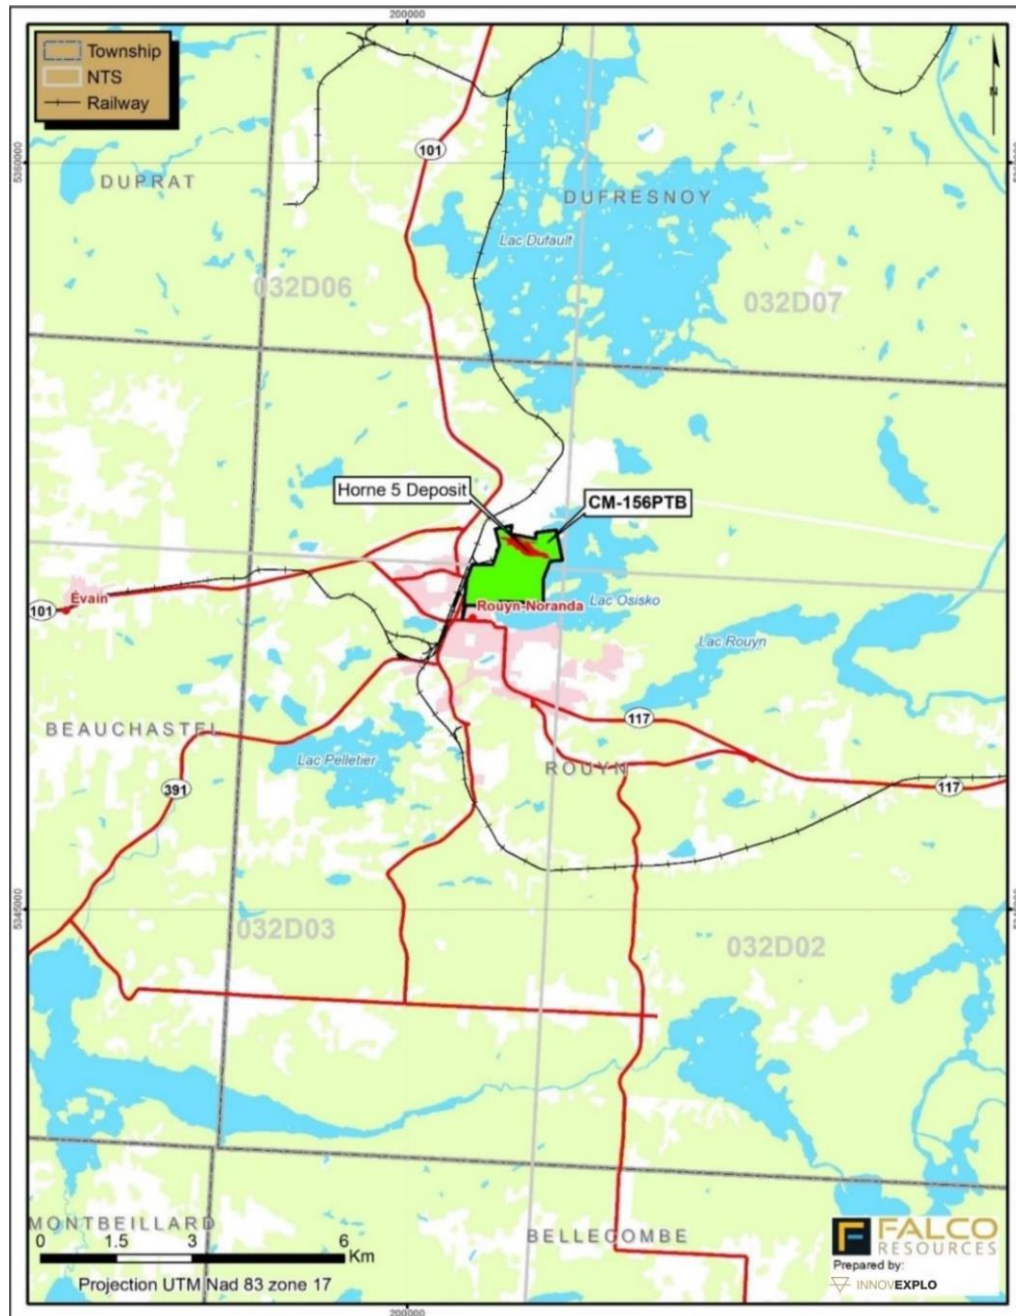 200000
Township
NTS
Railway
N
101
5360000
DUPRAT
DUFRESNOY
Lac Dufault
032D06
032D07
Horne 5 Deposit
CM-156PTB
Évain
101
Rouyn-Noranda
Lac Osisko
Lac Rouyn
117
BEAUCHASTEL
Lac Pelletier
ROUYN
391
117
5345000
032D03
032D02
MONTBEILLARD
BELLECOMBE
0 1.5 3 6 Km
Projection UTM Nad 83 zone 17
FALCO
RESOURCES
Prepared by:
INNOVEXPLO
200000